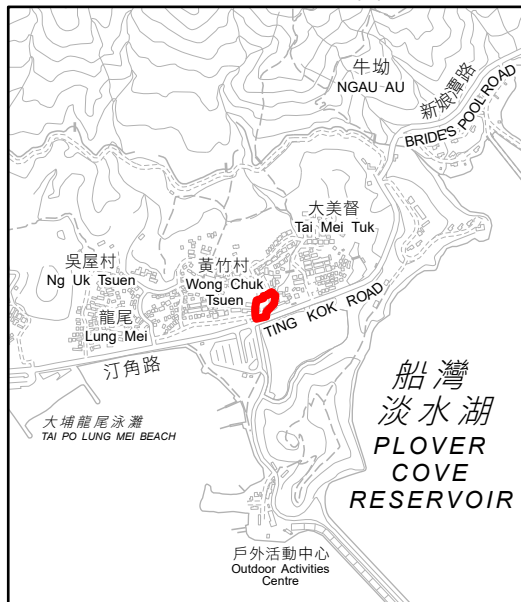 牛坳
NGAU AU
新娘潭路
BRIDE'S POOL ROAD
大美督
Tai Mei Tuk
吳屋村
Ng Uk Tsuen
黃竹村
Wong Chuk
Tsuen
龍尾
Lung Mei
TING KOK ROAD
汀角路
船灣
淡水湖
PLOVER
COVE
RESERVOIR
大埔龍尾泳灘
TAI PO LUNG MEI BEACH
戶外活動中心
Outdoor Activities
Centre